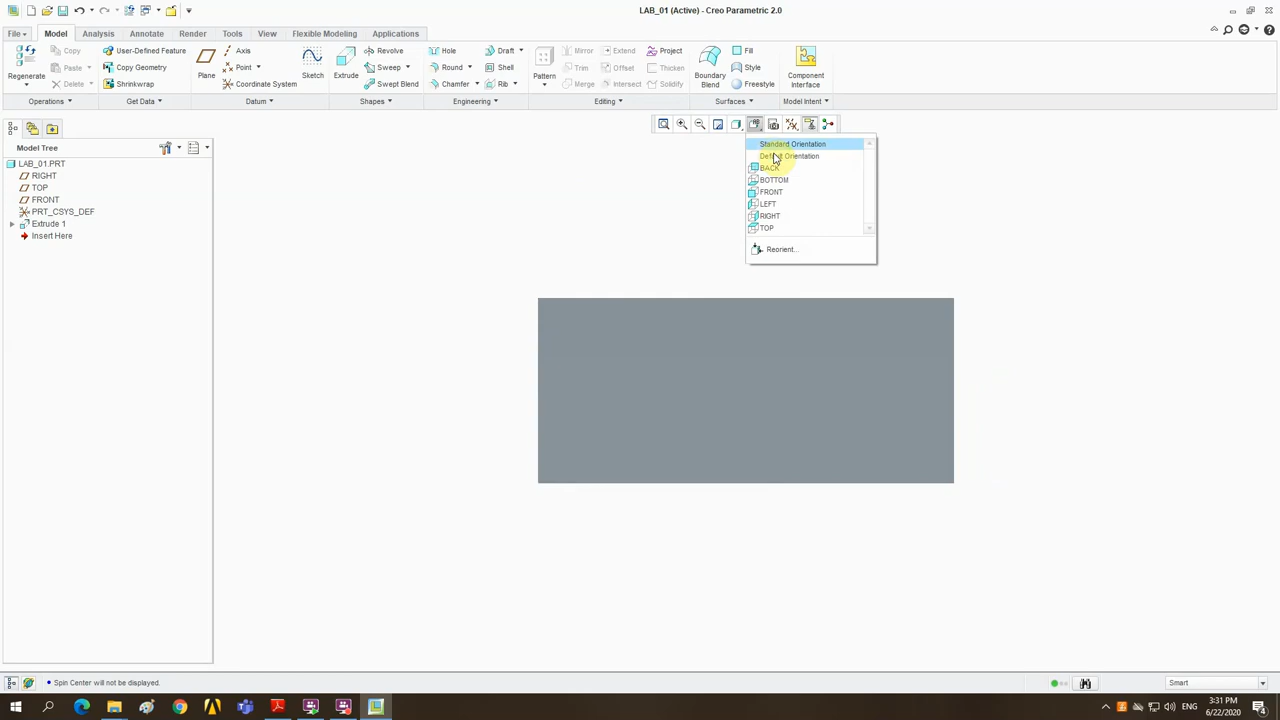 LAB_01 (Active) - Creo Parametric 2.0
File Model Analysis Annotate Render Tools View Flexible Modeling Applications
Regenerate
Copy
Paste
Delete
User-Defined Feature
Copy Geometry
Shrinkwrap
Plane
Axis
Point
Coordinate System
Sketch
Extrude
Revolve
Sweep
Swept Blend
Hole
Round
Chamfer
Draft
Shell
Rib
Pattern
Mirror
Trim
Merge
Extend
Offset
Intersect
Project
Thicken
Solidify
Boundary
Blend
Fill
Style
Freestyle
Component
Interface
Operations Get Data Datum Shapes Engineering Editing Surfaces Model Intent
Model Tree
LAB_01.PRT
RIGHT
TOP
FRONT
PRT_CSYS_DEF
Extrude 1
Insert Here
Standard Orientation
Default Orientation
BACK
BOTTOM
FRONT
LEFT
RIGHT
TOP
Reorient...
Spin Center will not be displayed.
Smart
ENG
3:31 PM
6/22/2020